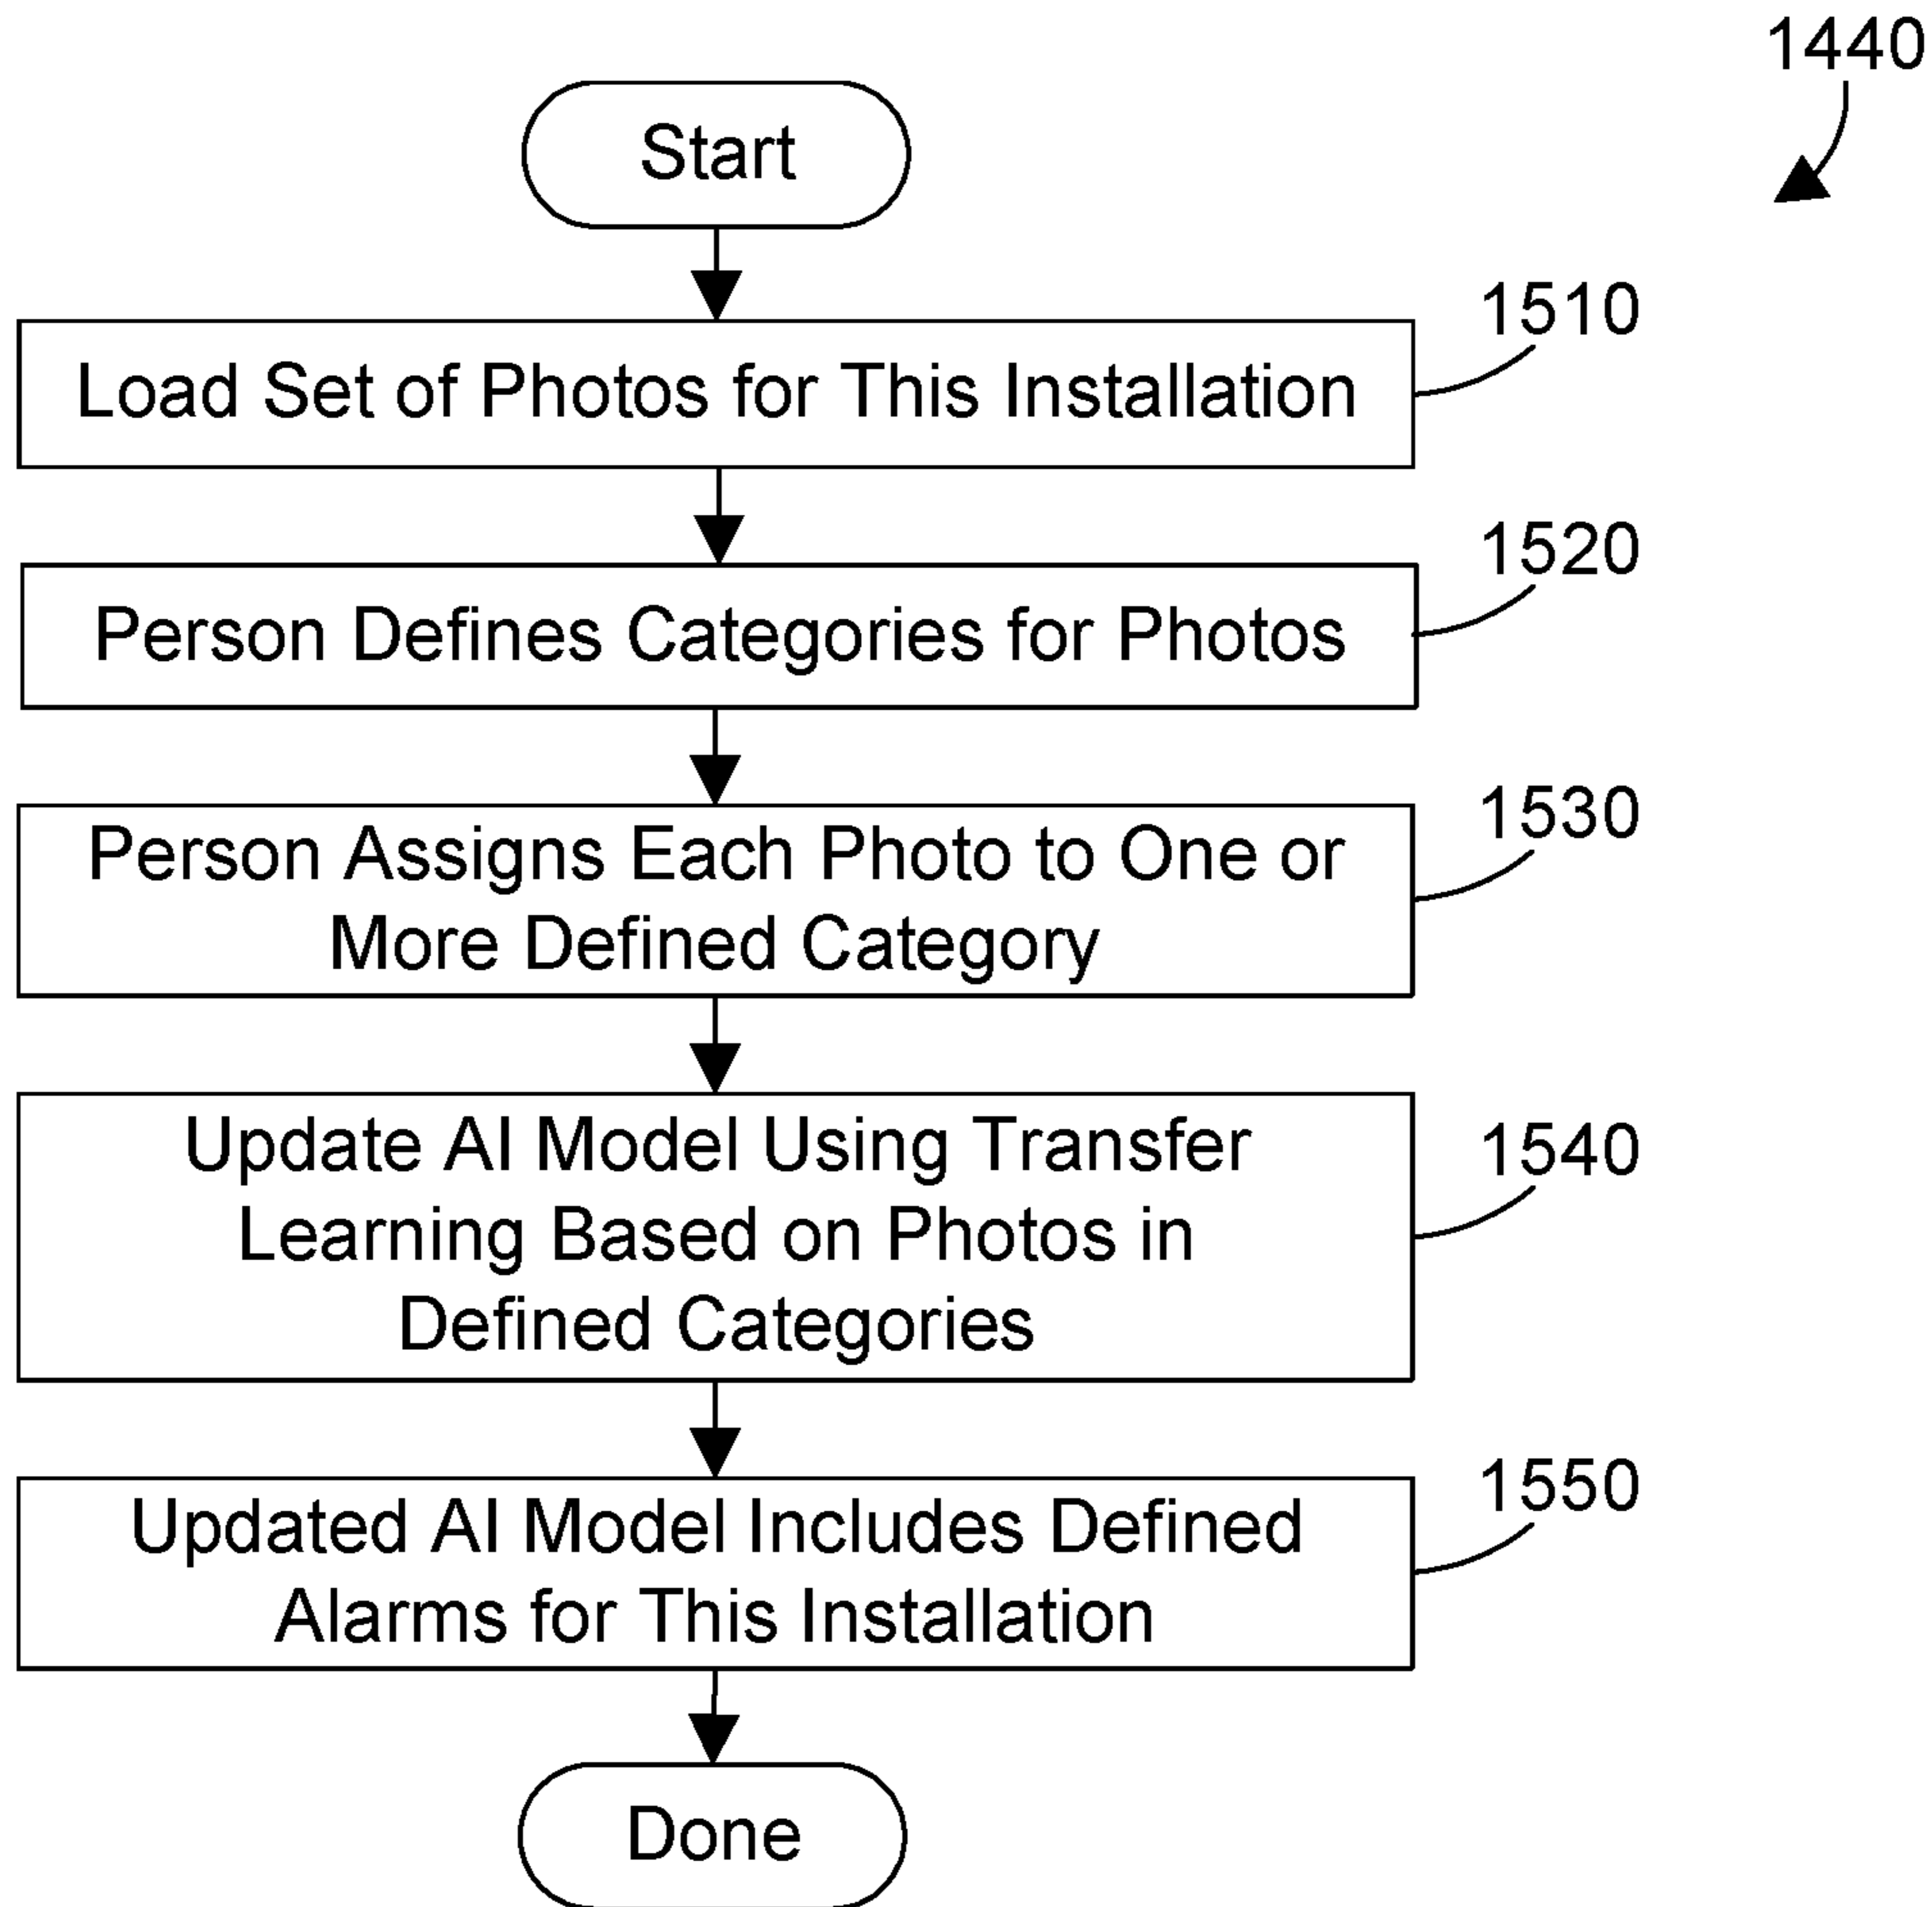 1440
Start
1510
Load Set of Photos for This Installation
1520
Person Defines Categories for Photos
1530
Person Assigns Each Photo to One or
More Defined Category
1540
Update AI Model Using Transfer
Learning Based on Photos in
Defined Categories
1550
Updated AI Model Includes Defined
Alarms for This Installation
Done